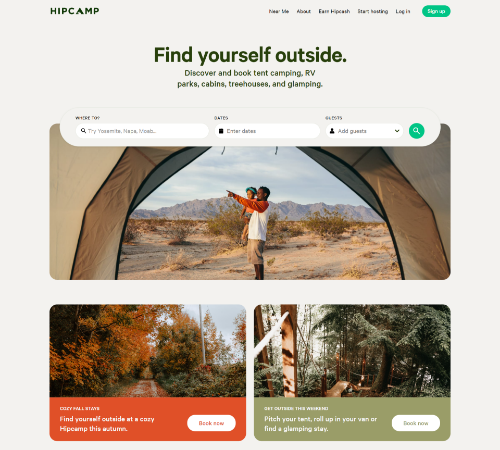 HIPCAMP
Near Me About Earn Hipcash Start hosting Log in Sign up
Find yourself outside.
Discover and book tent camping, RV
parks, cabins, treehouses, and glamping.
WHERE TO? DATES GUESTS
Try Yosemite, Napa, Moab... Enter dates Add guests
COZY FALL STAYS
Find yourself outside at a cozy
Hipcamp this autumn.
Book now
GET OUTSIDE THIS WEEKEND
Pitch your tent, roll up in your van or
find a glamping stay.
Book now